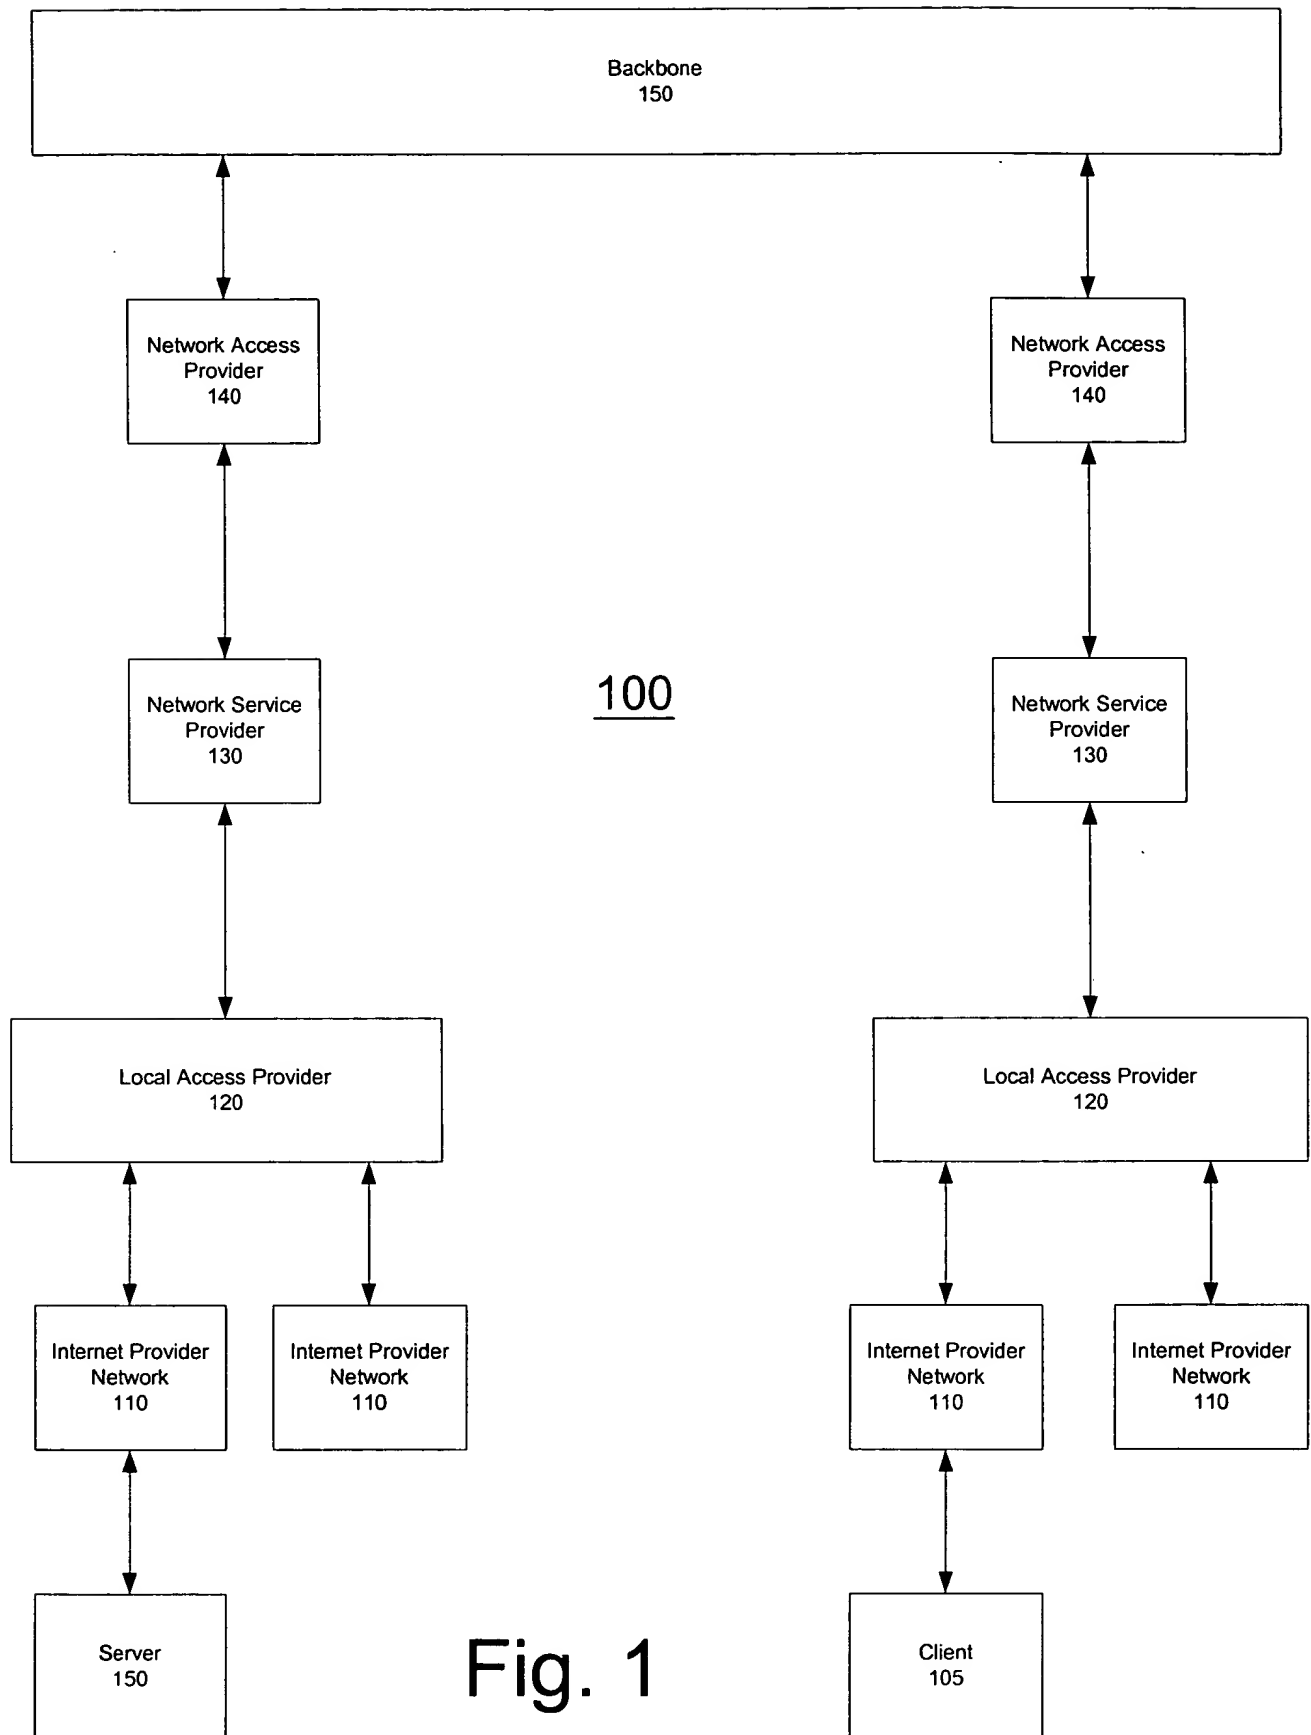 Backbone
150
Network Access
Provider
140
Network Access
Provider
140
Network Service
Provider
130
100
Network Service
Provider
130
Local Access Provider
120
Local Access Provider
120
Internet Provider
Network
110
Internet Provider
Network
110
Internet Provider
Network
110
Internet Provider
Network
110
Server
150
Fig. 1
Client
105